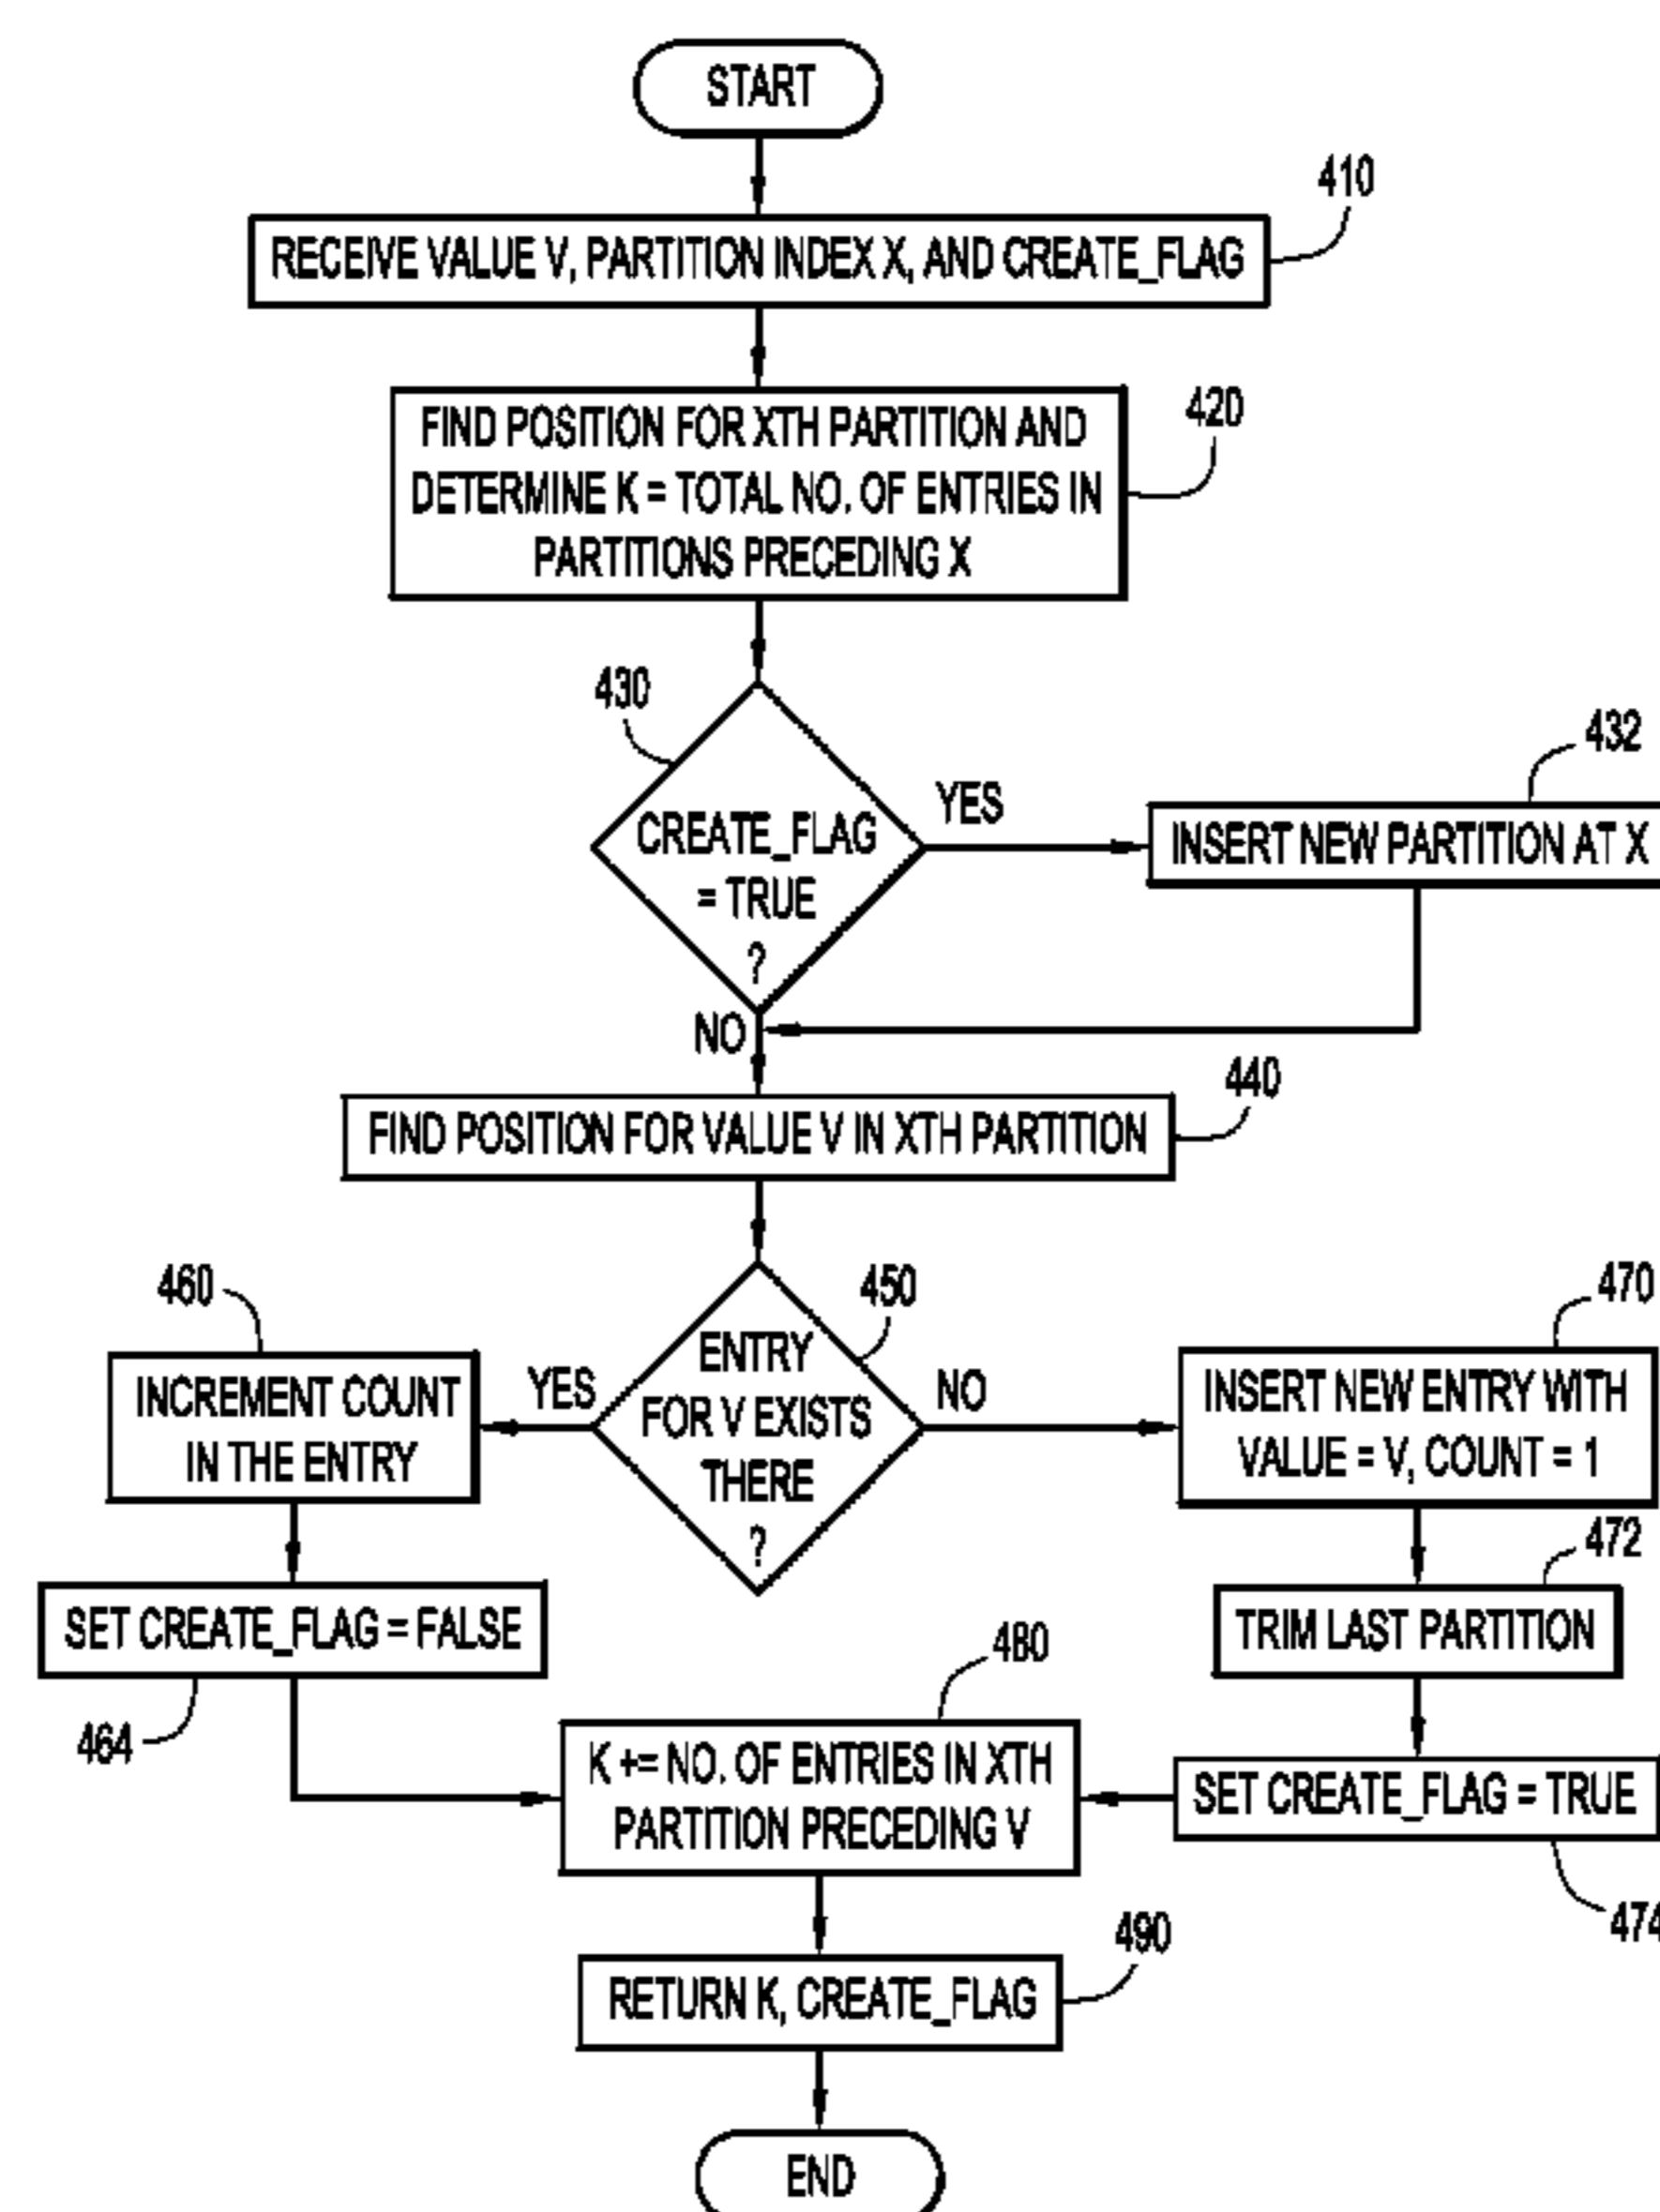 START
410
RECEIVE VALUE V, PARTITION INDEX X, AND CREATE_FLAG
420
FIND POSITION FOR XTH PARTITION AND
DETERMINE K = TOTAL NO. OF ENTRIES IN
PARTITIONS PRECEDING X
430
CREATE_FLAG
= TRUE
?
YES
432
INSERT NEW PARTITION AT X
NO
440
FIND POSITION FOR VALUE V IN XTH PARTITION
450
ENTRY
FOR V EXISTS
THERE
?
YES
460
INCREMENT COUNT
IN THE ENTRY
SET CREATE_FLAG = FALSE
464
NO
470
INSERT NEW ENTRY WITH
VALUE = V, COUNT = 1
472
TRIM LAST PARTITION
SET CREATE_FLAG = TRUE
474
480
K += NO. OF ENTRIES IN XTH
PARTITION PRECEDING V
490
RETURN K, CREATE_FLAG
END